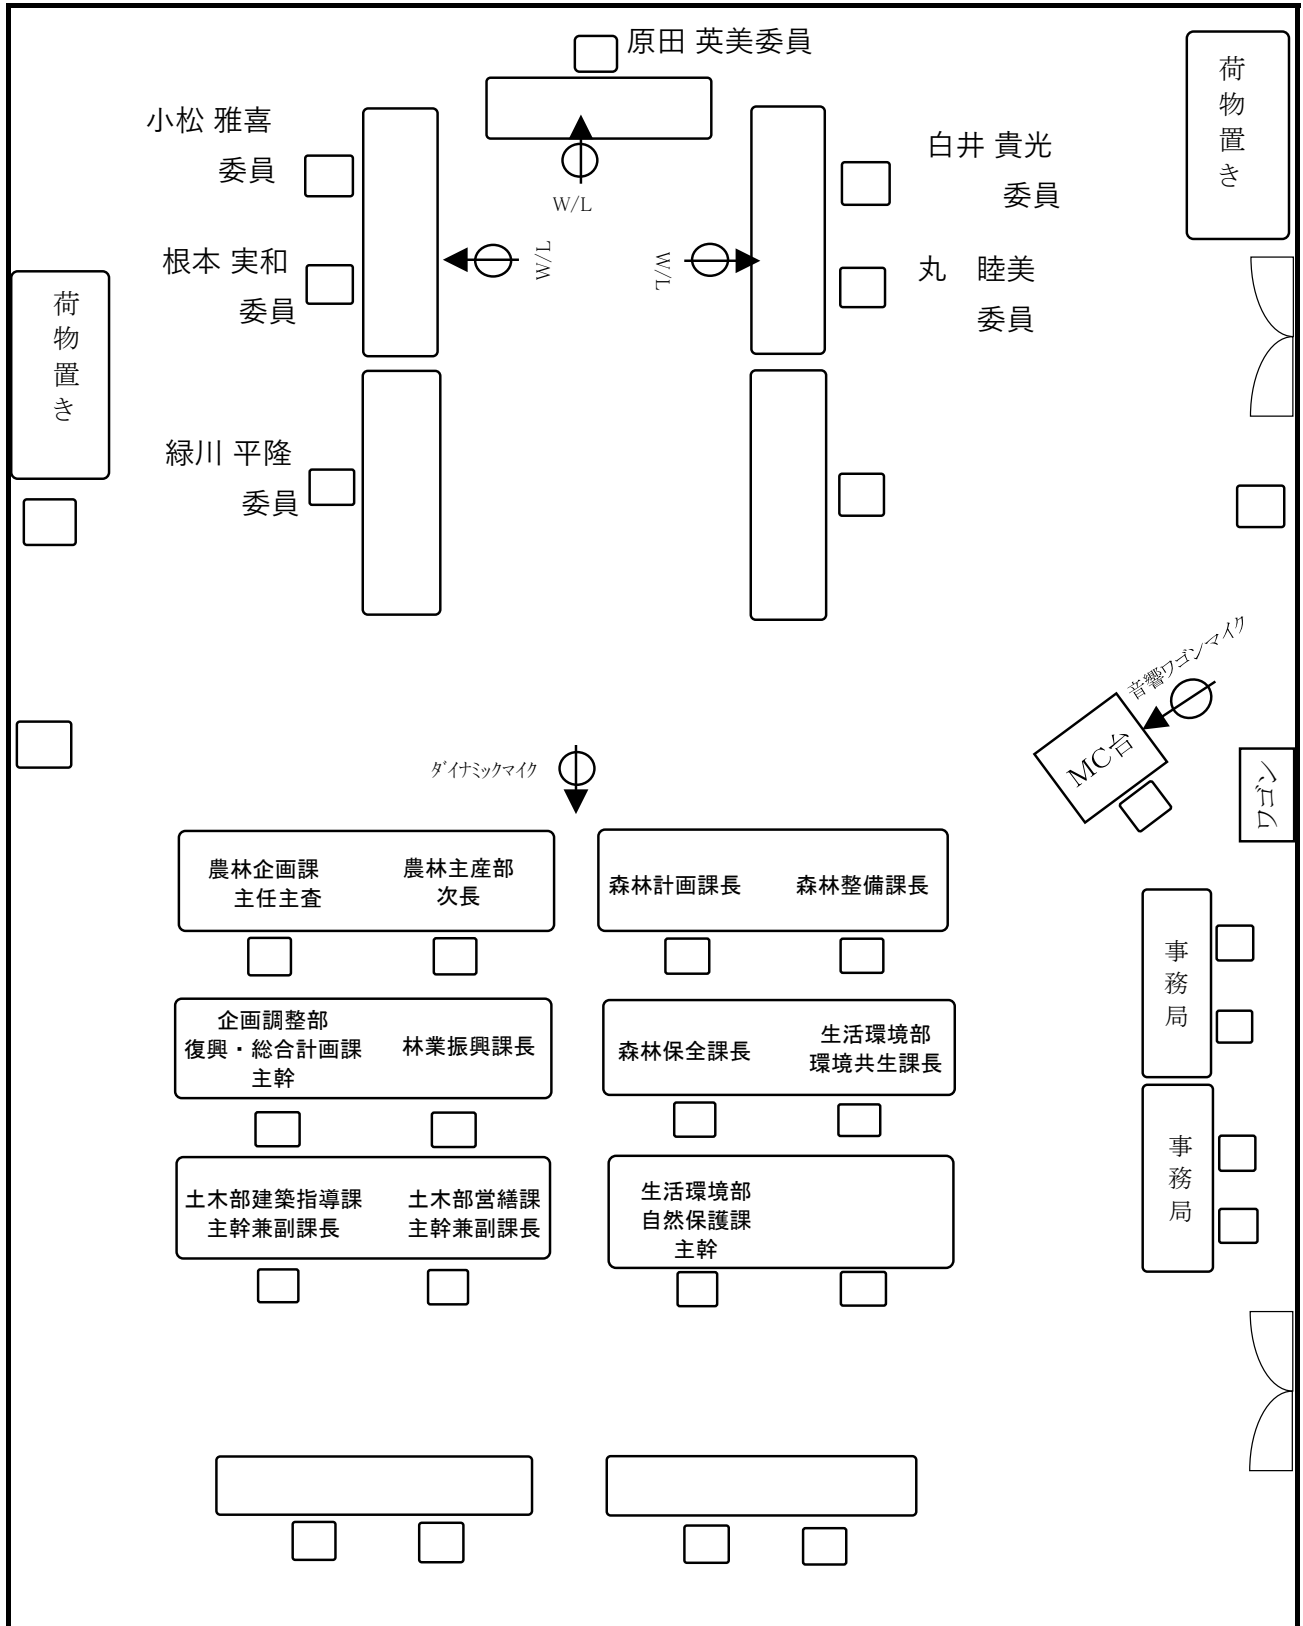 原田 英美委員
荷物置き
小松 雅喜
委員
白井 貴光
委員
W/L
根本 実和
委員
W/L
W/L
丸　睦美
委員
荷物置き
緑川 平隆
委員
音響ワゴンマイク
MC台
ワゴン
ダイナミックマイク
農林企画課
主任主査
農林主産部
次長
森林計画課長
森林整備課長
事務局
企画調整部
復興・総合計画課
主幹
林業振興課長
森林保全課長
生活環境部
環境共生課長
事務局
土木部建築指導課
主幹兼副課長
土木部営繕課
主幹兼副課長
生活環境部
自然保護課
主幹